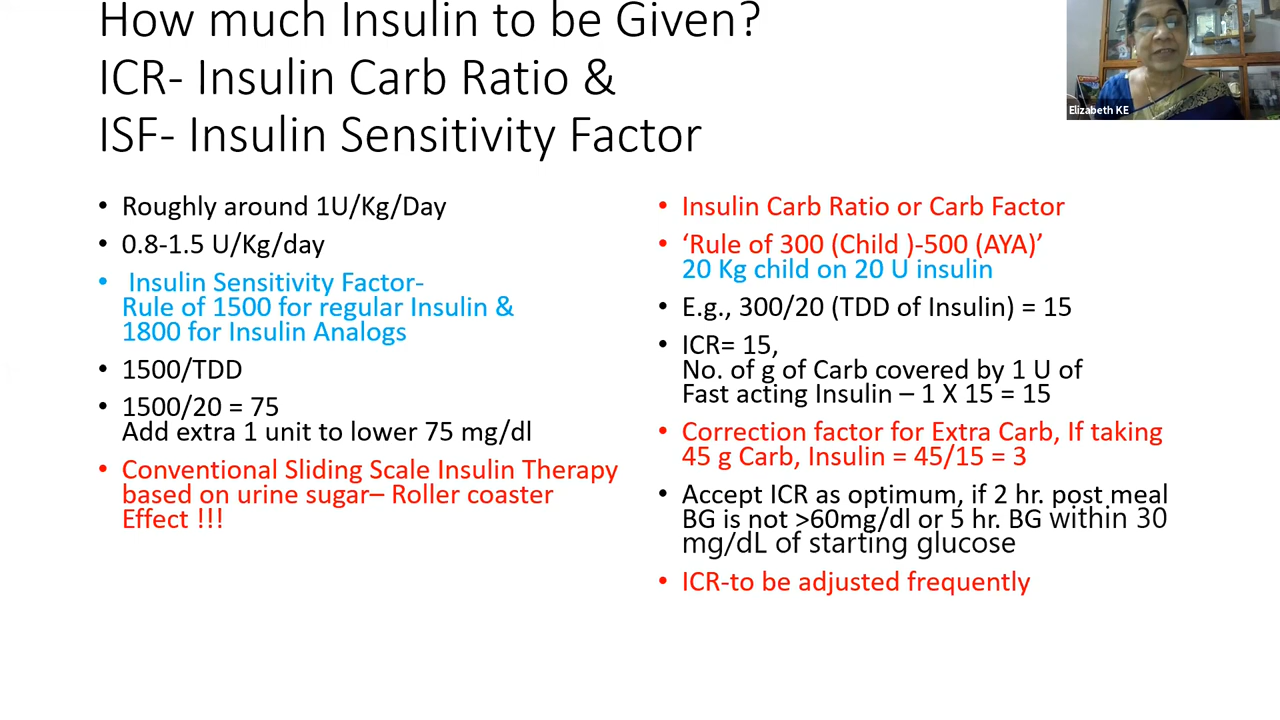 How much Insulin to be Given?
ICR- Insulin Carb Ratio &
ISF- Insulin Sensitivity Factor
Elizabeth KE
• Roughly around 1U/Kg/Day
• 0.8-1.5 U/Kg/day
• Insulin Sensitivity Factor-
Rule of 1500 for regular Insulin &
1800 for Insulin Analogs
• 1500/TDD
• 1500/20 = 75
Add extra 1 unit to lower 75 mg/dl
• Conventional Sliding Scale Insulin Therapy
based on urine sugar– Roller coaster
Effect !!!
• Insulin Carb Ratio or Carb Factor
• ‘Rule of 300 (Child )-500 (AYA)’
20 Kg child on 20 U insulin
• E.g., 300/20 (TDD of Insulin) = 15
• ICR= 15,
No. of g of Carb covered by 1 U of
Fast acting Insulin – 1 X 15 = 15
• Correction factor for Extra Carb, If taking
45 g Carb, Insulin = 45/15 = 3
• Accept ICR as optimum, if 2 hr. post meal
BG is not >60mg/dl or 5 hr. BG within 30
mg/dL of starting glucose
• ICR-to be adjusted frequently